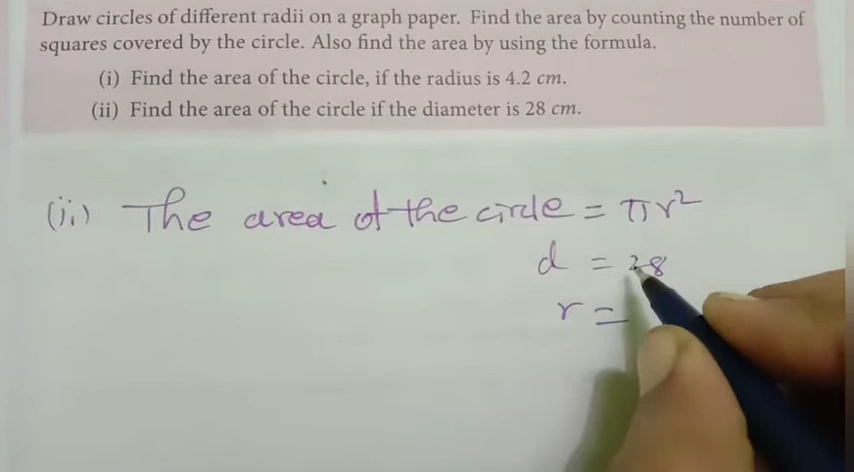 Draw circles of different radii on a graph paper. Find the area by counting the number of
squares covered by the circle. Also find the area by using the formula.
(i) Find the area of the circle, if the radius is 4.2 cm.
(ii) Find the area of the circle if the diameter is 28 cm.
(ii) The area of the circle = πr²
d = 28
r =